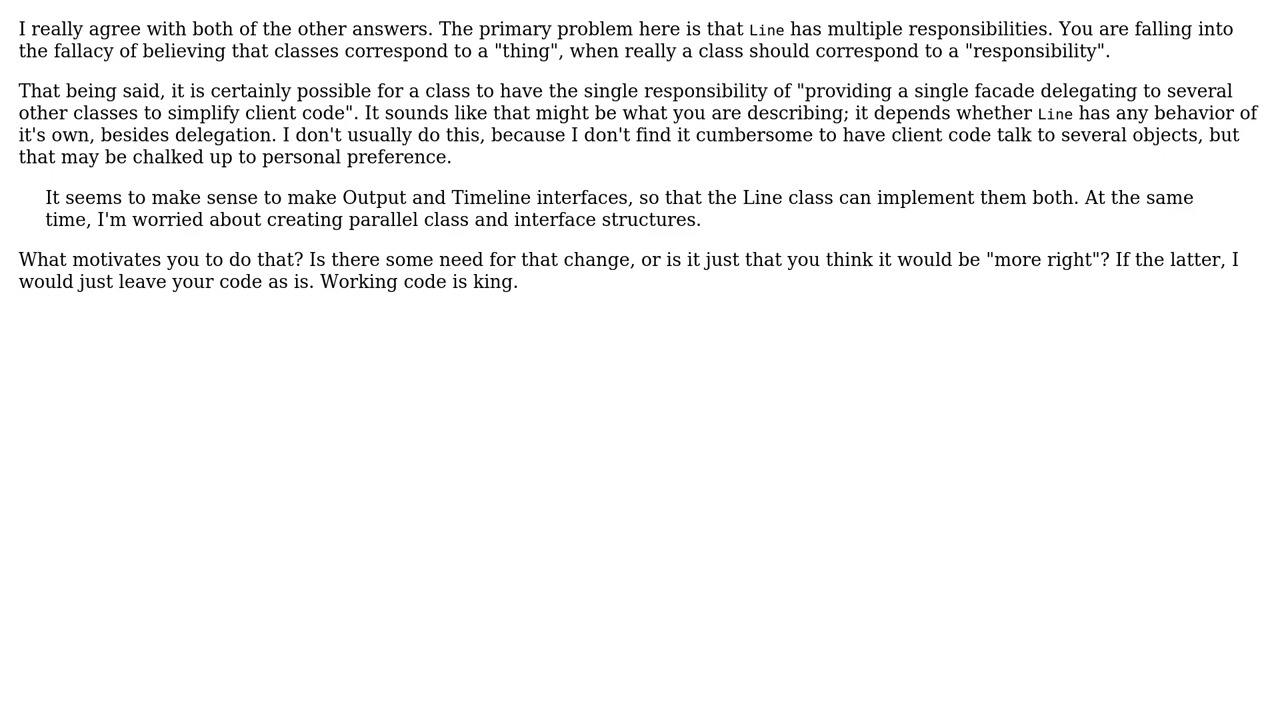 I really agree with both of the other answers. The primary problem here is that Line has multiple responsibilities. You are falling into
the fallacy of believing that classes correspond to a "thing", when really a class should correspond to a "responsibility".
That being said, it is certainly possible for a class to have the single responsibility of "providing a single facade delegating to several
other classes to simplify client code". It sounds like that might be what you are describing; it depends whether Line has any behavior of
it's own, besides delegation. I don't usually do this, because I don't find it cumbersome to have client code talk to several objects, but
that may be chalked up to personal preference.
It seems to make sense to make Output and Timeline interfaces, so that the Line class can implement them both. At the same
time, I'm worried about creating parallel class and interface structures.
What motivates you to do that? Is there some need for that change, or is it just that you think it would be "more right"? If the latter, I
would just leave your code as is. Working code is king.